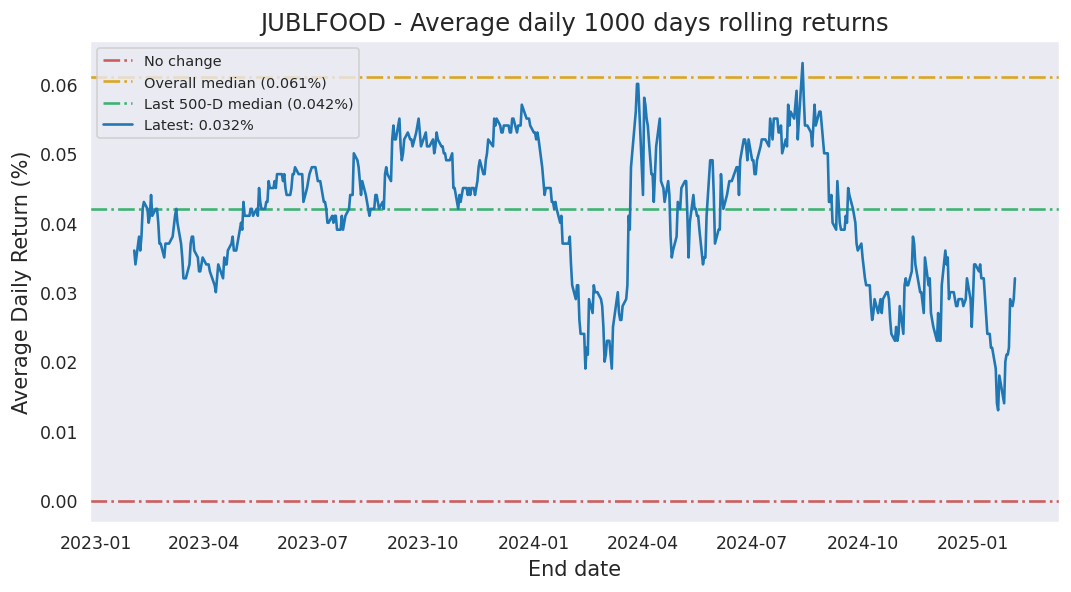 JUBLFOOD - Average daily 1000 days rolling returns
No change
Overall median (0.061%)
Last 500-D median (0.042%)
Latest: 0.032%
Average Daily Return (%)
0.06
0.05
0.04
0.03
0.02
0.01
0.00
2023-01 2023-04 2023-07 2023-10 2024-01 2024-04 2024-07 2024-10 2025-01
End date